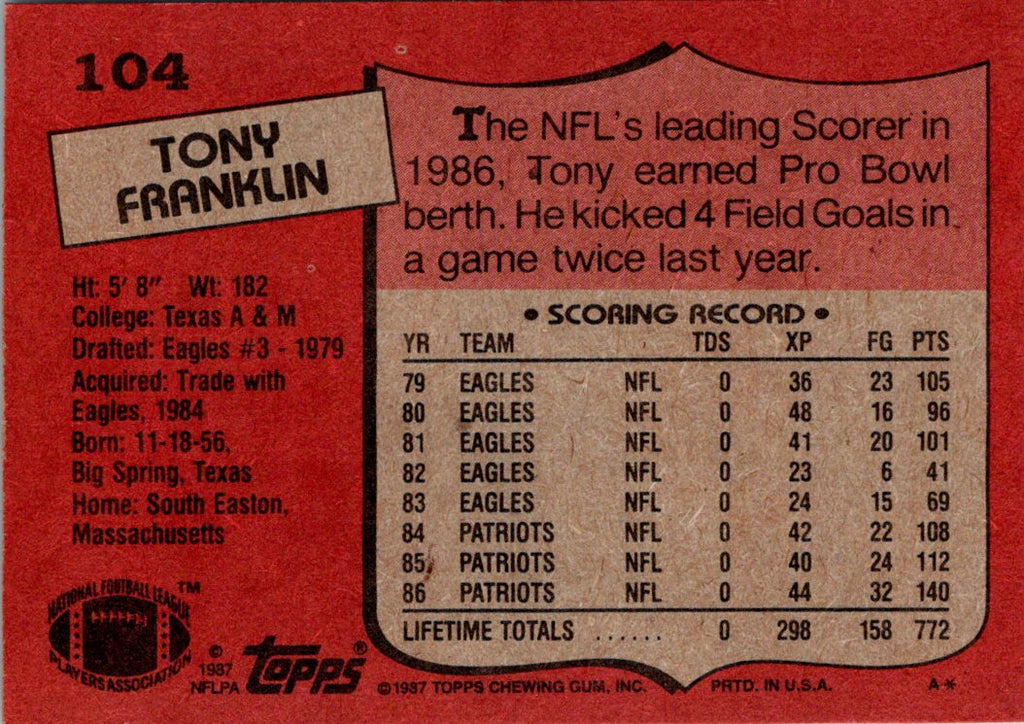 104
TONY
FRANKLIN
Ht: 5' 8" Wt: 182
College: Texas A & M
Drafted: Eagles #3 - 1979
Acquired: Trade with
Eagles, 1984
Born: 11-18-56,
Big Spring, Texas
Home: South Easton,
Massachusetts
NATIONAL FOOTBALL LEAGUE ™
PLAYERS ASSOCIATION
© 1987
NFLPA
topps®
The NFL's leading Scorer in
1986, Tony earned Pro Bowl
berth. He kicked 4 Field Goals in
a game twice last year.
• SCORING RECORD •
YR TEAM TDS XP FG PTS
79 EAGLES NFL 0 36 23 105
80 EAGLES NFL 0 48 16 96
81 EAGLES NFL 0 41 20 101
82 EAGLES NFL 0 23 6 41
83 EAGLES NFL 0 24 15 69
84 PATRIOTS NFL 0 42 22 108
85 PATRIOTS NFL 0 40 24 112
86 PATRIOTS NFL 0 44 32 140
LIFETIME TOTALS ...... 0 298 158 772
© 1987 TOPPS CHEWING GUM, INC. PRTD. IN U.S.A. A*